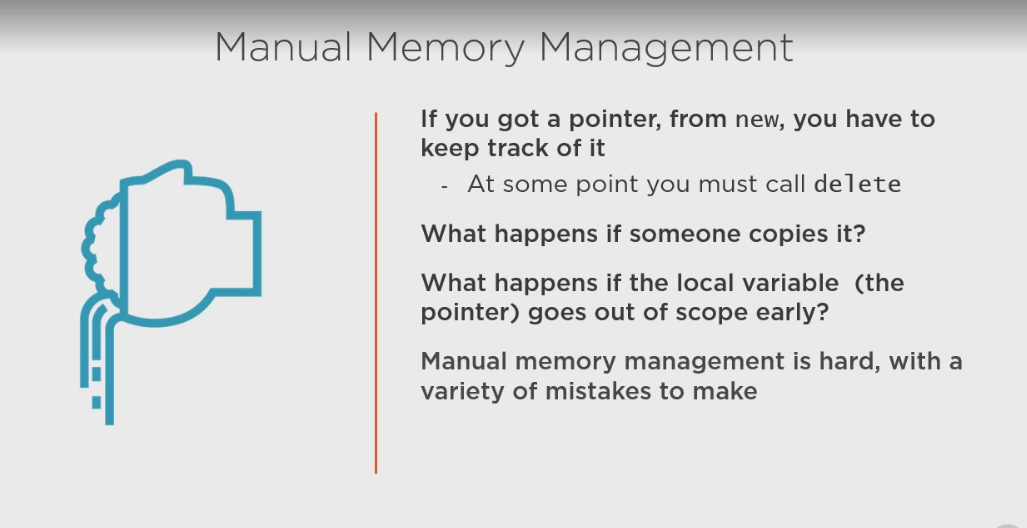 Manual Memory Management
If you got a pointer, from new, you have to
keep track of it
- At some point you must call delete
What happens if someone copies it?
What happens if the local variable (the
pointer) goes out of scope early?
Manual memory management is hard, with a
variety of mistakes to make